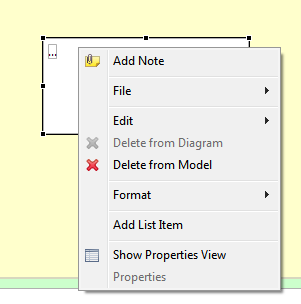 ...
Add Note
File
Edit
Delete from Diagram
Delete from Model
Format
Add List Item
Show Properties View
Properties